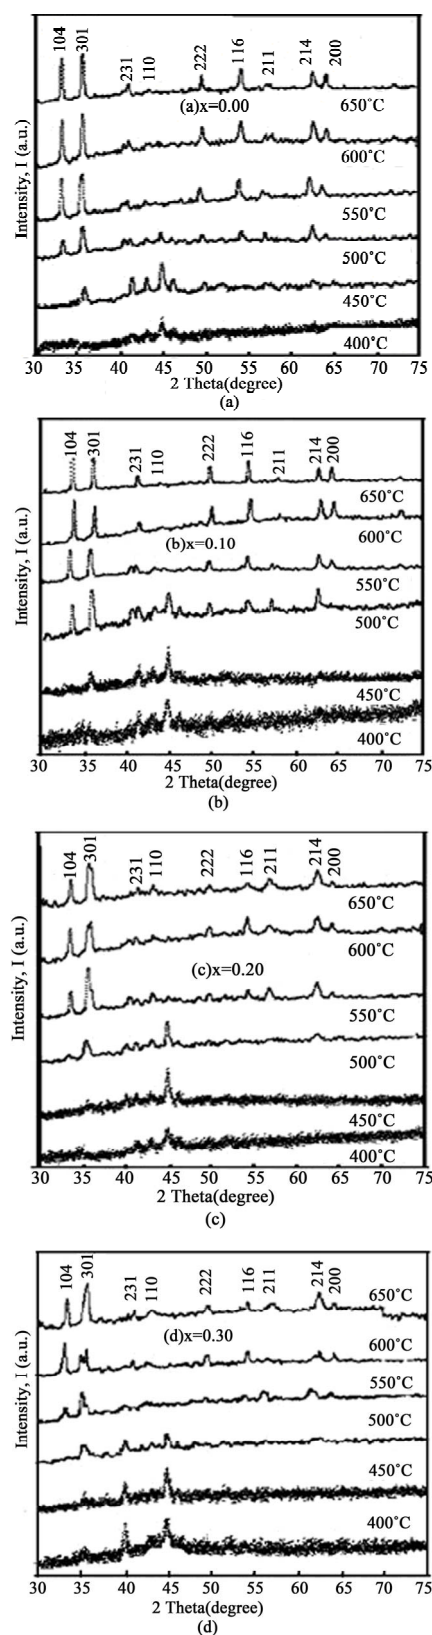 104 301 231 110 222 116 211 214 200
(a)x=0.00
650°C
600°C
550°C
500°C
450°C
400°C
Intensity, I (a.u.)
30 35 40 45 50 55 60 65 70 75
2 Theta(degree)
(a)
104 301 231 110 222 116 211 214 200
650°C
(b)x=0.10
600°C
550°C
500°C
450°C
400°C
Intensity, I (a.u.)
30 35 40 45 50 55 60 65 70 75
2 Theta(degree)
(b)
104 301 231 110 222 116 211 214 200
650°C
600°C
(c)x=0.20
550°C
500°C
450°C
400°C
Intensity, I (a.u.)
30 35 40 45 50 55 60 65 70 75
2 Theta(degree)
(c)
104 301 231 110 222 116 211 214 200
650°C
(d)x=0.30
600°C
550°C
500°C
450°C
400°C
Intensity, I (a.u.)
30 35 40 45 50 55 60 65 70 75
2 Theta(degree)
(d)